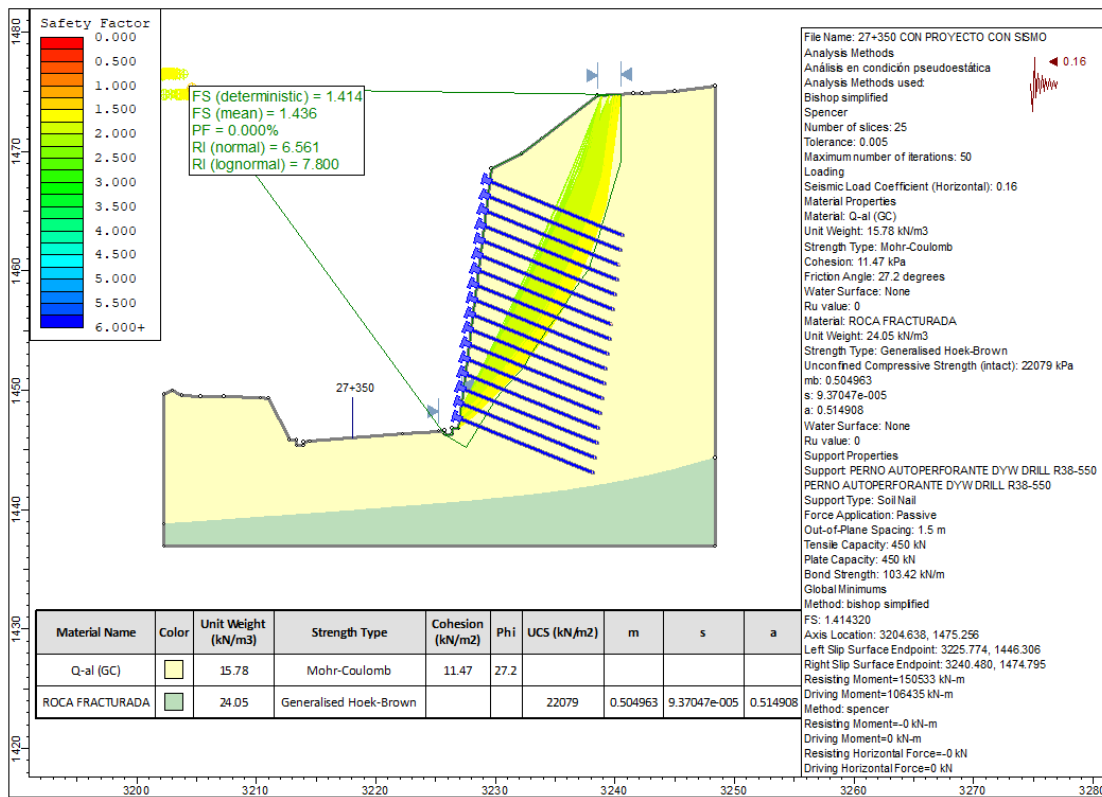 Safety Factor
0.000
0.500
1.000
1.500
2.000
2.500
3.000
3.500
4.000
4.500
5.000
5.500
6.000+
FS (deterministic) = 1.414
FS (mean) = 1.436
PF = 0.000%
RI (normal) = 6.561
RI (lognormal) = 7.800
27+350
0.16
File Name: 27+350 CON PROYECTO CON SISMO
Analysis Methods
Análisis en condición pseudoestática
Analysis Methods used:
Bishop simplified
Spencer
Number of slices: 25
Tolerance: 0.005
Maximum number of iterations: 50
Loading
Seismic Load Coefficient (Horizontal): 0.16
Material Properties
Material: Q-al (GC)
Unit Weight: 15.78 kN/m3
Strength Type: Mohr-Coulomb
Cohesion: 11.47 kPa
Friction Angle: 27.2 degrees
Water Surface: None
Ru value: 0
Material: ROCA FRACTURADA
Unit Weight: 24.05 kN/m3
Strength Type: Generalised Hoek-Brown
Unconfined Compressive Strength (intact): 22079 kPa
mb: 0.504963
s: 9.37047e-005
a: 0.514908
Water Surface: None
Ru value: 0
Support Properties
Support: PERNO AUTOPERFORANTE DYW DRILL R38-550
PERNO AUTOPERFORANTE DYW DRILL R38-550
Support Type: Soil Nail
Force Application: Passive
Out-of-Plane Spacing: 1.5 m
Tensile Capacity: 450 kN
Plate Capacity: 450 kN
Bond Strength: 103.42 kN/m
Global Minimums
Method: bishop simplified
FS: 1.414320
Axis Location: 3204.638, 1475.256
Left Slip Surface Endpoint: 3225.774, 1446.306
Right Slip Surface Endpoint: 3240.480, 1474.795
Resisting Moment=150533 kN-m
Driving Moment=106435 kN-m
Method: spencer
Resisting Moment=-0 kN-m
Driving Moment=0 kN-m
Resisting Horizontal Force=-0 kN
Driving Horizontal Force=0 kN
Material Name Color Unit Weight (kN/m3) Strength Type Cohesion (kN/m2) Phi UCS (kN/m2) m s a
Q-al (GC) 15.78 Mohr-Coulomb 11.47 27.2
ROCA FRACTURADA 24.05 Generalised Hoek-Brown 22079 0.504963 9.37047e-005 0.514908
1480
1470
1460
1450
1440
1430
1420
3200 3210 3220 3230 3240 3250 3260 3270 3280